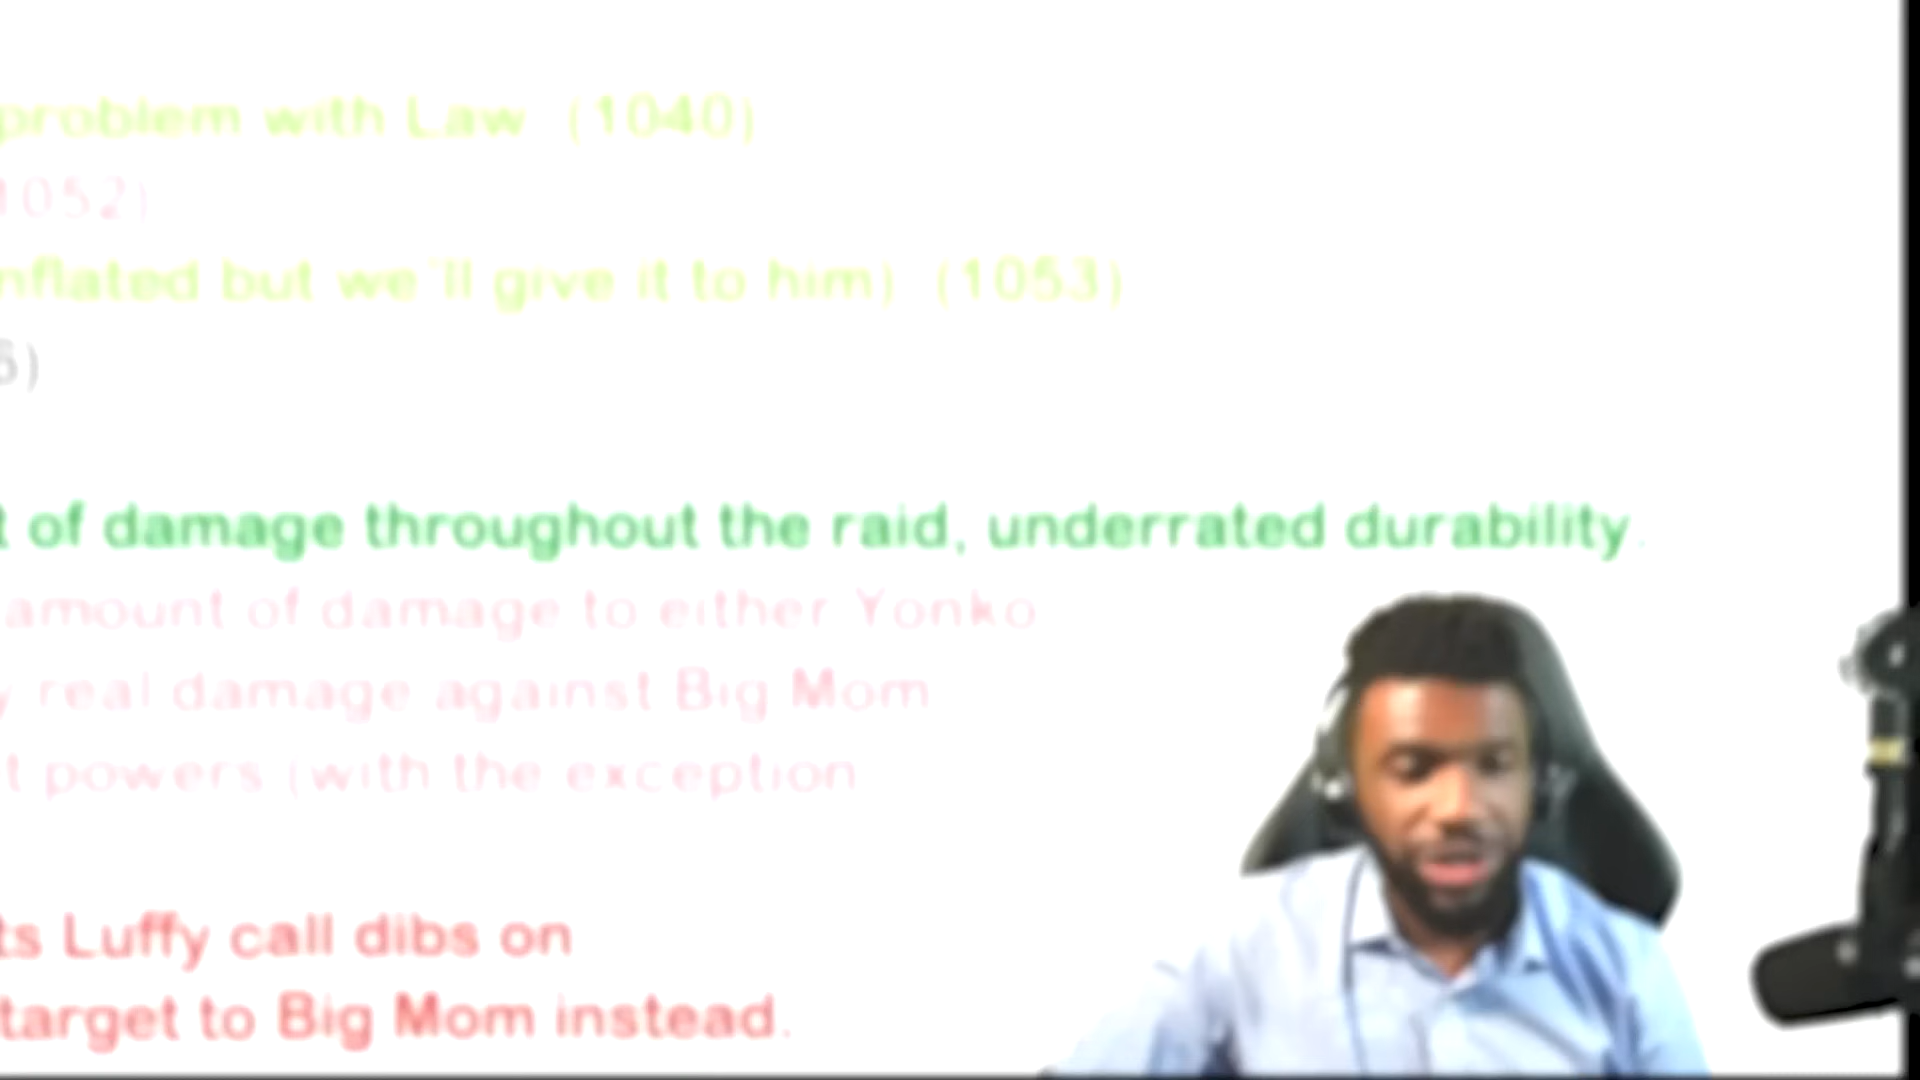 problem with Law (1040)
1052)
nflated but we'll give it to him) (1053)
6)
t of damage throughout the raid, underrated durability.
amount of damage to either Yonko
y real damage against Big Mom
t powers (with the exception
ts Luffy call dibs on
target to Big Mom instead.